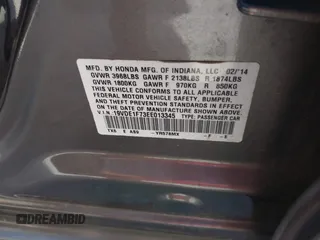 MFD. BY HONDA MFG. OF INDIANA, LLC 02/14
GVWR 3968LBS GAWR F 2138LBS R 1874LBS
GVWR 1800KG GAWR F 970KG R 850KG
THIS VEHICLE CONFORMS TO ALL APPLICABLE
FEDERAL MOTOR VEHICLE SAFETY, BUMPER,
AND THEFT PREVENTION STANDARDS IN EFFECT
ON THE DATE OF MANUFACTURE SHOWN ABOVE.
V.I.N.: 19VDE1F73EE013345 TYPE: PASSENGER CAR
DREAMBID